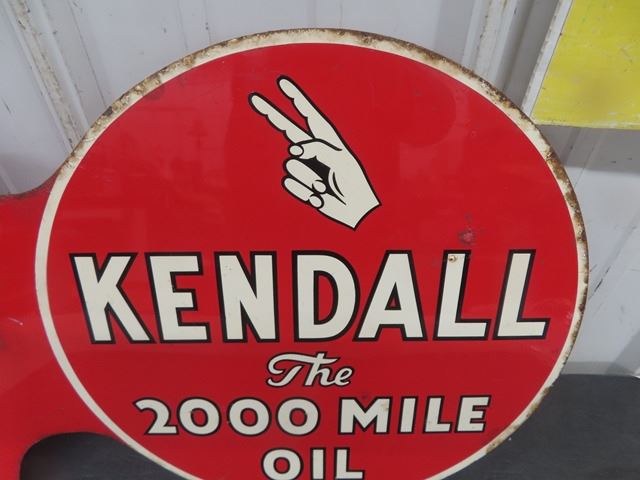 KENDALL
The
2000 MILE
OIL